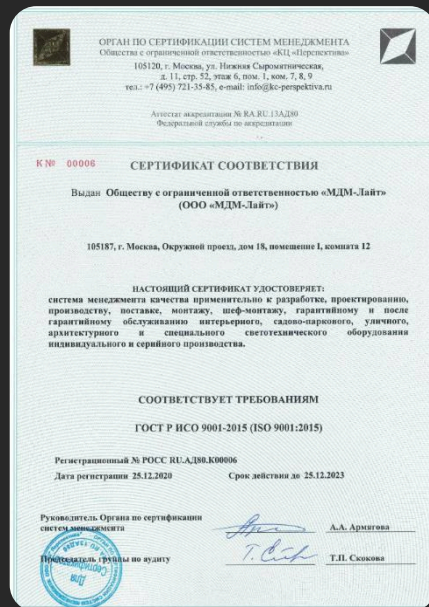 ОРГАН ПО СЕРТИФИКАЦИИ СИСТЕМ МЕНЕДЖМЕНТА
Общества с ограниченной ответственностью «КЦ «Перспектива»
105120, г. Москва, ул. Нижняя Сыромятническая,
д. 11, стр. 52, этаж 6, пом. 1, ком. 7, 8, 9
тел.: +7 (495) 721-35-85, e-mail: info@kc-perspektiva.ru
Аттестат аккредитации № RA.RU.13АД80
Федеральной службы по аккредитации
К № 00006
СЕРТИФИКАТ СООТВЕТСТВИЯ
Выдан Обществу с ограниченной ответственностью «МДМ-Лайт»
(ООО «МДМ-Лайт»)
105187, г. Москва, Окружной проезд, дом 18, помещение I, комната 12
НАСТОЯЩИЙ СЕРТИФИКАТ УДОСТОВЕРЯЕТ:
система менеджмента качества применительно к разработке, проектированию,
производству, поставке, монтажу, шеф-монтажу, гарантийному и после
гарантийному обслуживанию интерьерного, садово-паркового, уличного,
архитектурного и специального светотехнического оборудования
индивидуального и серийного производства.
СООТВЕТСТВУЕТ ТРЕБОВАНИЯМ
ГОСТ Р ИСО 9001-2015 (ISO 9001:2015)
Регистрационный № РОСС RU.АД80.К00006
Дата регистрации 25.12.2020 Срок действия до 25.12.2023
Руководитель Органа по сертификации
систем менеджмента
А.А. Армягова
Председатель группы по аудиту
Т.П. Скокова
Для